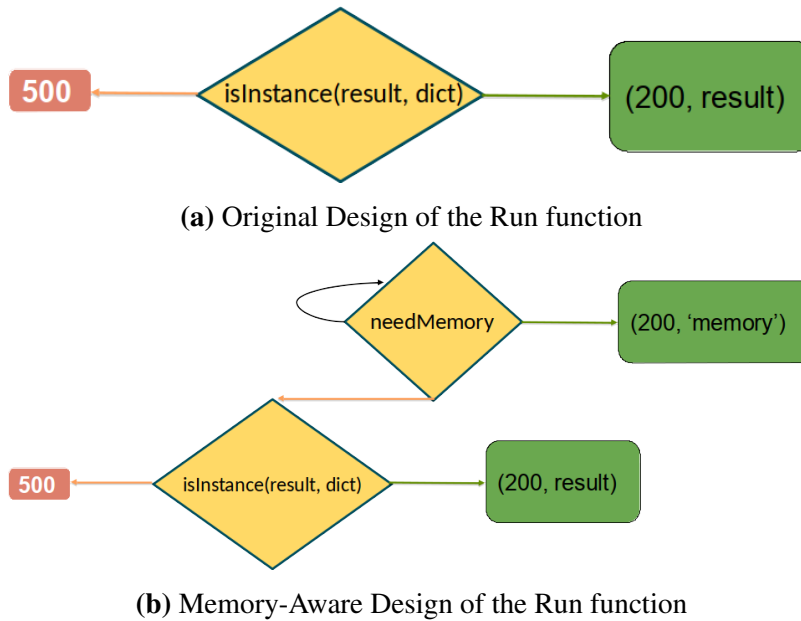 500
isInstance(result, dict)
(200, result)
(a) Original Design of the Run function
needMemory
(200, ‘memory’)
500
isInstance(result, dict)
(200, result)
(b) Memory-Aware Design of the Run function